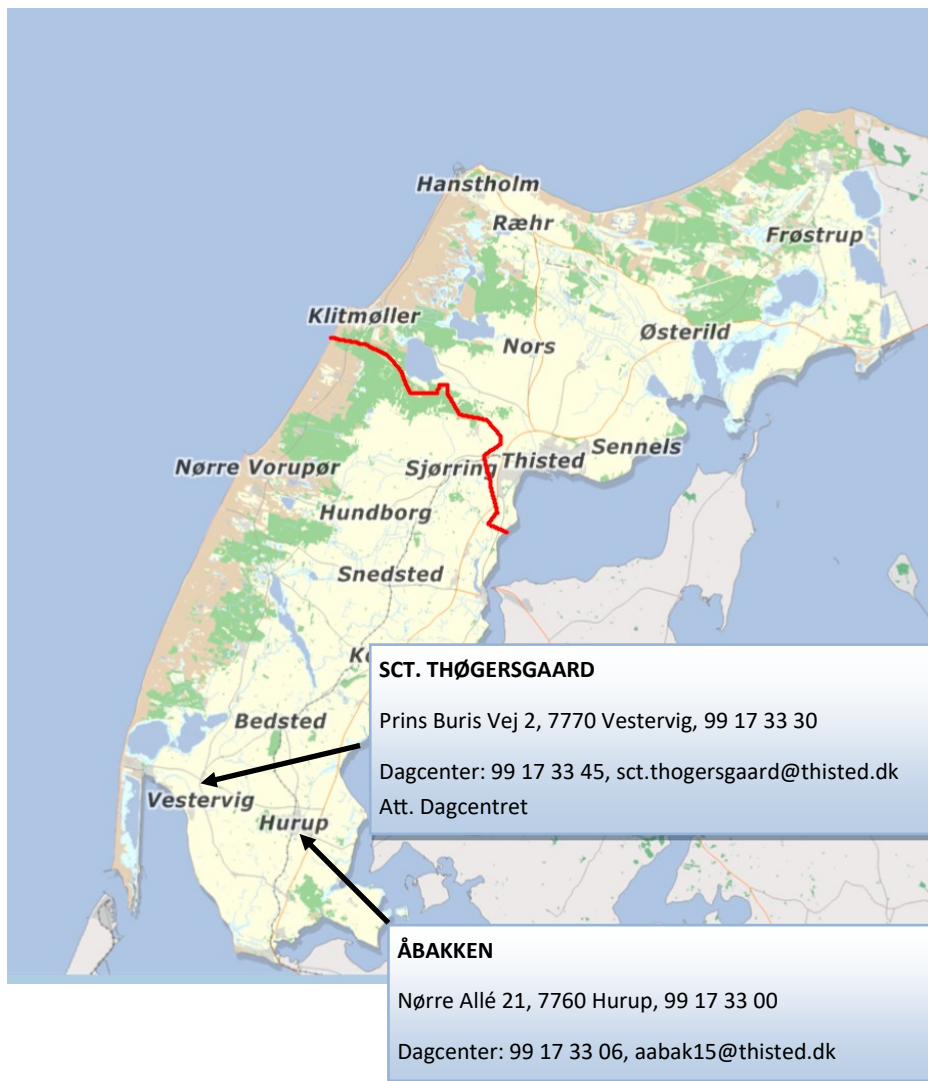 Hanstholm
Ræhr
Frøstrup
Klitmøller
Østerild
Nors
Sennels
Thisted
Sjørring
Nørre Vorupør
Hundborg
Snedsted
SCT. THØGERSGAARD
Prins Buris Vej 2, 7770 Vestervig, 99 17 33 30
Dagcenter: 99 17 33 45, sct.thogersgaard@thisted.dk
Att. Dagcentret
Bedsted
Vestervig
Hurup
ÅBAKKEN
Nørre Allé 21, 7760 Hurup, 99 17 33 00
Dagcenter: 99 17 33 06, aabak15@thisted.dk